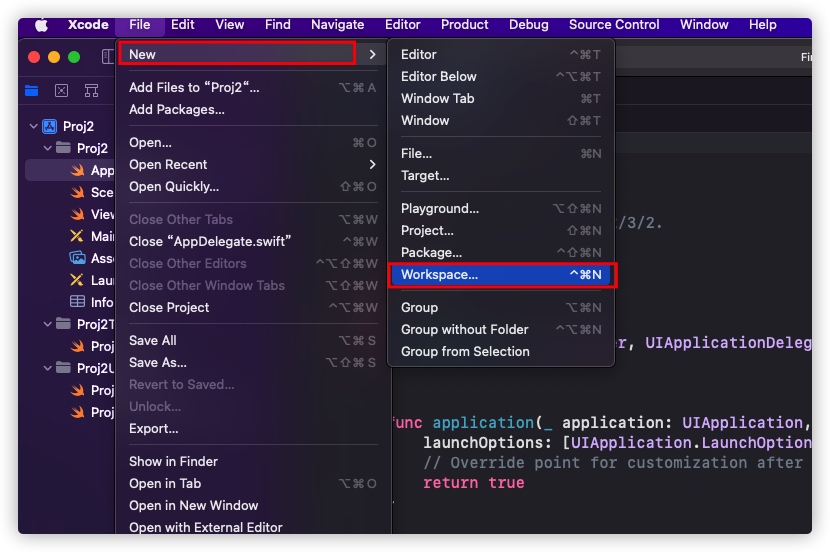 Xcode File Edit View Find Navigate Editor Product Debug Source Control Window Help
New
Add Files to “Proj2“... ⌥⌘A
Add Packages...
Open... ⌘O
Open Recent
Open Quickly... ⇧⌘O
Close Other Tabs ⌥⌘W
Close “AppDelegate.swift” ^⌘W
Close Other Editors ^⌥⇧⌘W
Close Other Window Tabs ⌥⇧⌘W
Close Project ^⌥⌘W
Save All ⌥⌘S
Save As... ⌥⇧⌘S
Revert to Saved...
Unlock...
Export...
Show in Finder
Open in Tab ⌥⌘O
Open in New Window
Open with External Editor
Editor ^⌘T
Editor Below ^⌥⌘T
Window Tab ⌘T
Window ⇧⌘T
File... ⌘N
Target...
Playground... ⌥⇧⌘N
Project... ⇧⌘N
Package... ^⇧⌘N
Workspace... ^⌘N
Group ⌥⌘N
Group without Folder ^⌥⌘N
Group from Selection
Proj2
Proj2
App
Sce
View
Main
Asse
Laun
Info
Proj2T
Proj
Proj2U
Proj
Proj
Fin
/3/2.
r, UIApplicationDeleg
func application(_ application: UIApplication,
launchOptions: [UIApplication.LaunchOption
// Override point for customization after
return true